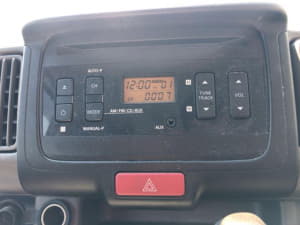 AUTO-P
CH
MODE
12:00 01
0007
AM/FM/CD/AUX
MANUAL-P
AUX
TUNE
TRACK
VOL